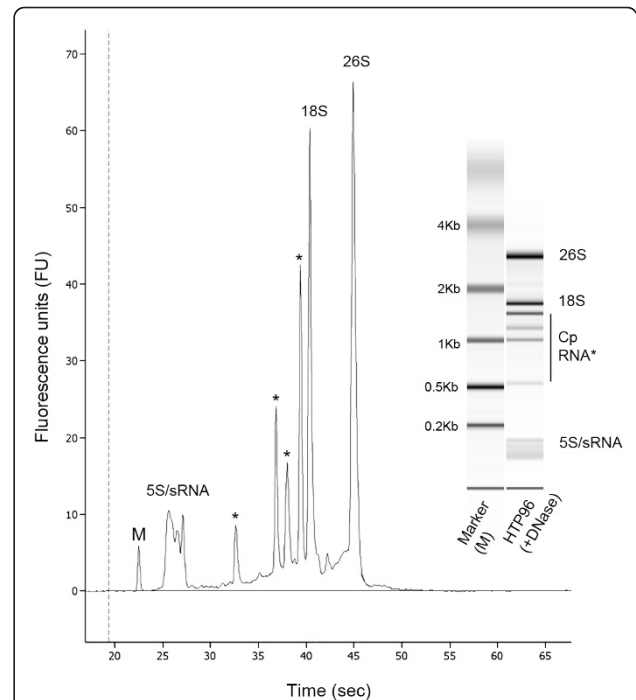 70
60
50
40
30
20
10
0
Fluorescence units (FU)
20 25 30 35 40 45 50 55 60 65
Time (sec)
M
5S/sRNA
*
*
*
*
18S
26S
4Kb
2Kb
1Kb
0.5Kb
0.2Kb
26S
18S
Cp
RNA*
5S/sRNA
Marker
(M)
HTP96
(+DNase)